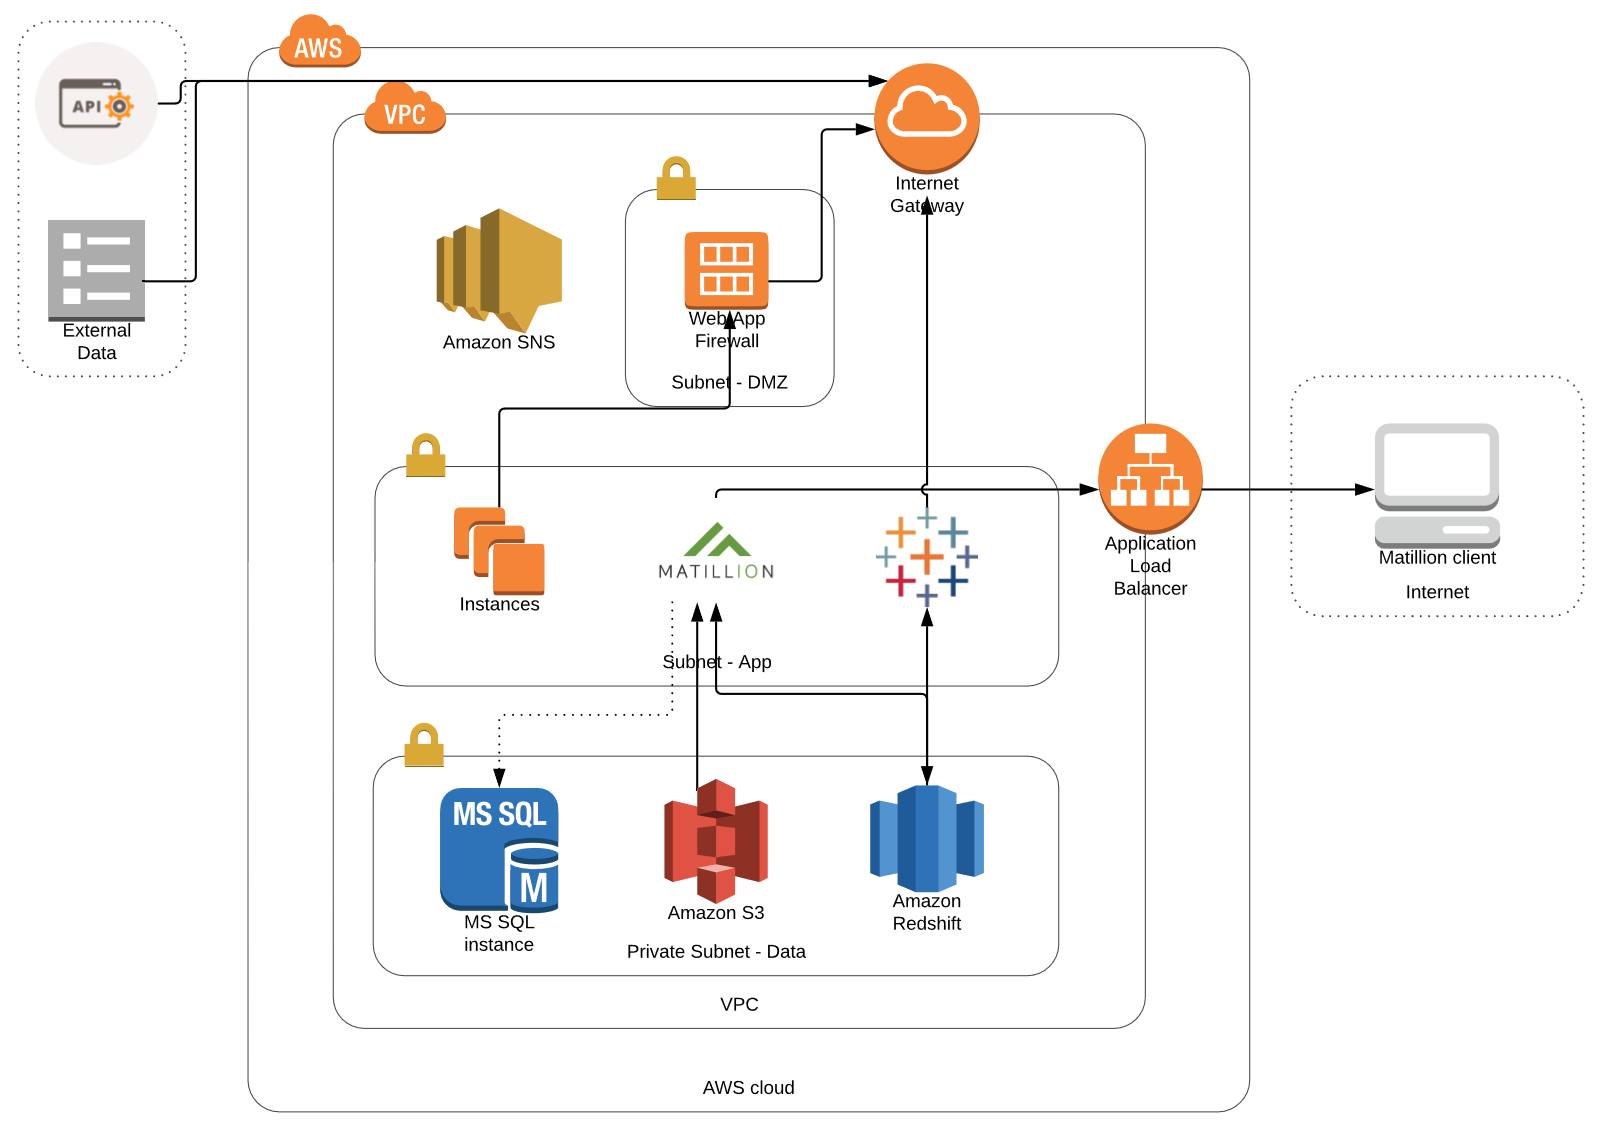 AWS
API
VPC
Internet
Gateway
External
Data
Amazon SNS
Web App
Firewall
Subnet - DMZ
Instances
MATILLION
Application
Load
Balancer
Matillion client
Internet
Subnet - App
MS SQL
M
MS SQL
instance
Amazon S3
Amazon
Redshift
Private Subnet - Data
VPC
AWS cloud